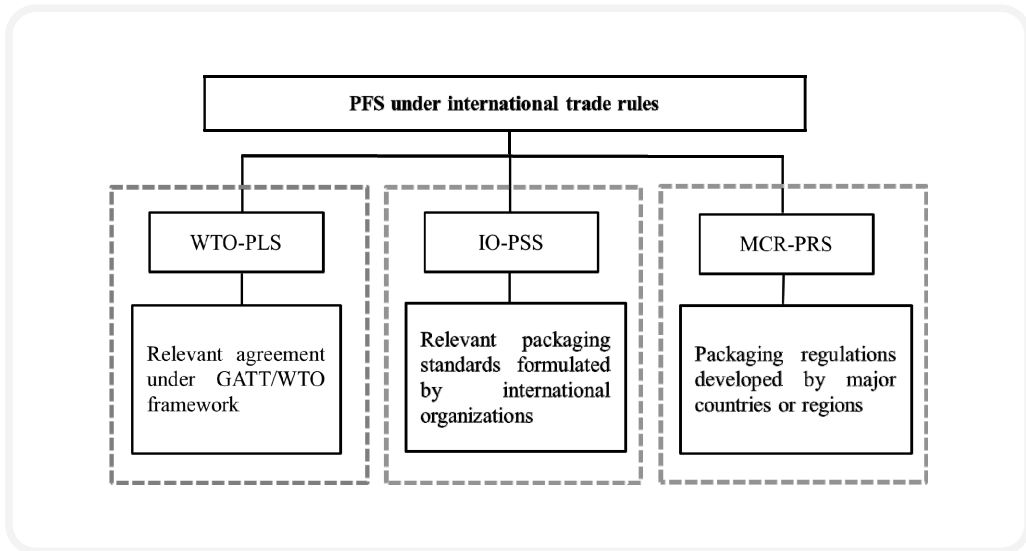 PFS under international trade rules
WTO-PLS
IO-PSS
MCR-PRS
Relevant agreement
under GATT/WTO
framework
Relevant packaging
standards formulated
by international
organizations
Packaging regulations
developed by major
countries or regions